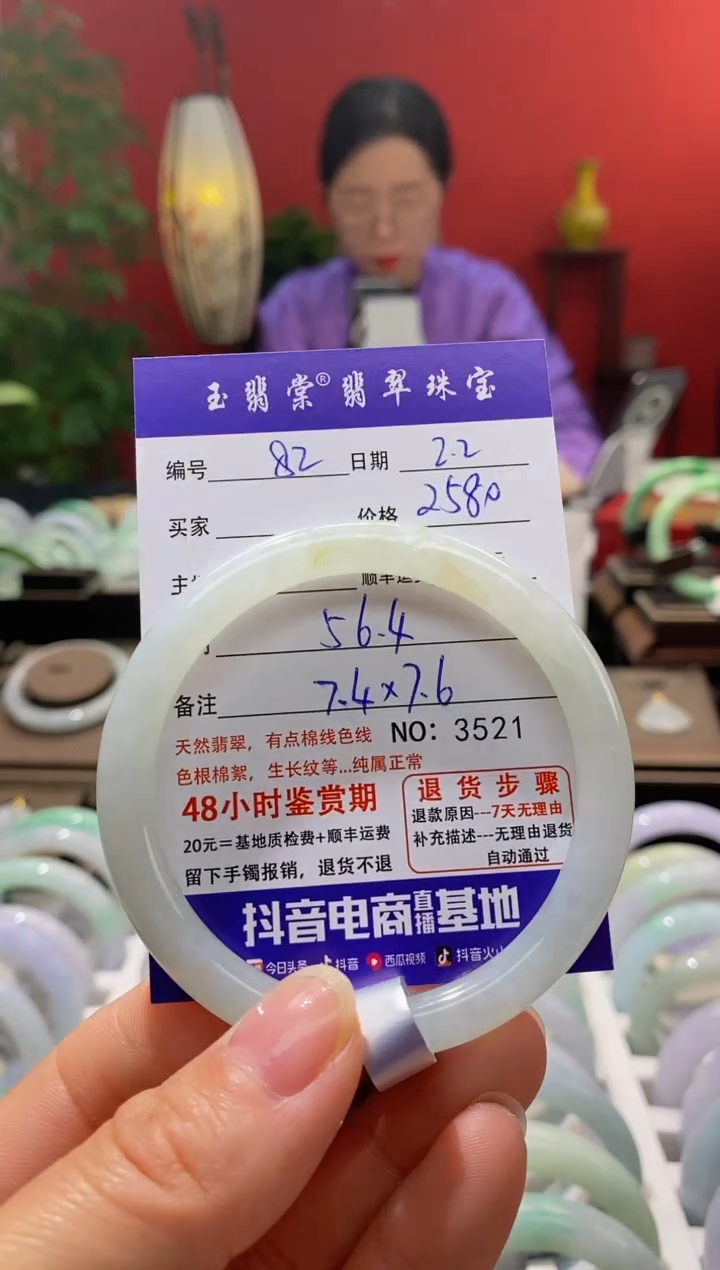 玉翡棠®翡翠珠宝
编号 82 日期 2.2
买家 价格 2580
主 顺丰运
56.4
备注 7.4×7.6
天然翡翠，有点棉线色线 NO: 3521
色根棉絮，生长纹等...纯属正常
48小时鉴赏期
20元=基地质检费+顺丰运费
留下手镯报销，退货不退
退货步骤
退款原因---7天无理由
补充描述---无理由退货
自动通过
抖音电商直播基地
今日头条 抖音 西瓜视频 抖音火山